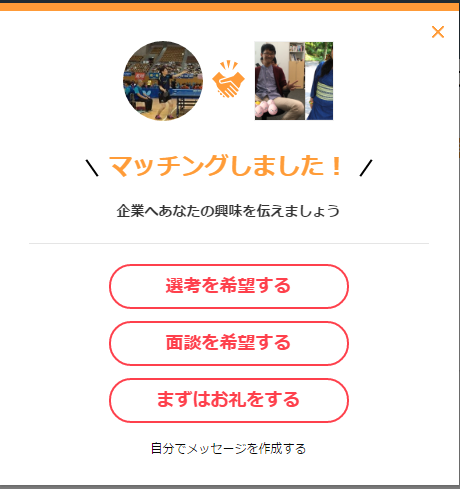 マッチングしました！
企業へあなたの興味を伝えましょう
選考を希望する
面談を希望する
まずはお礼をする
自分でメッセージを作成する